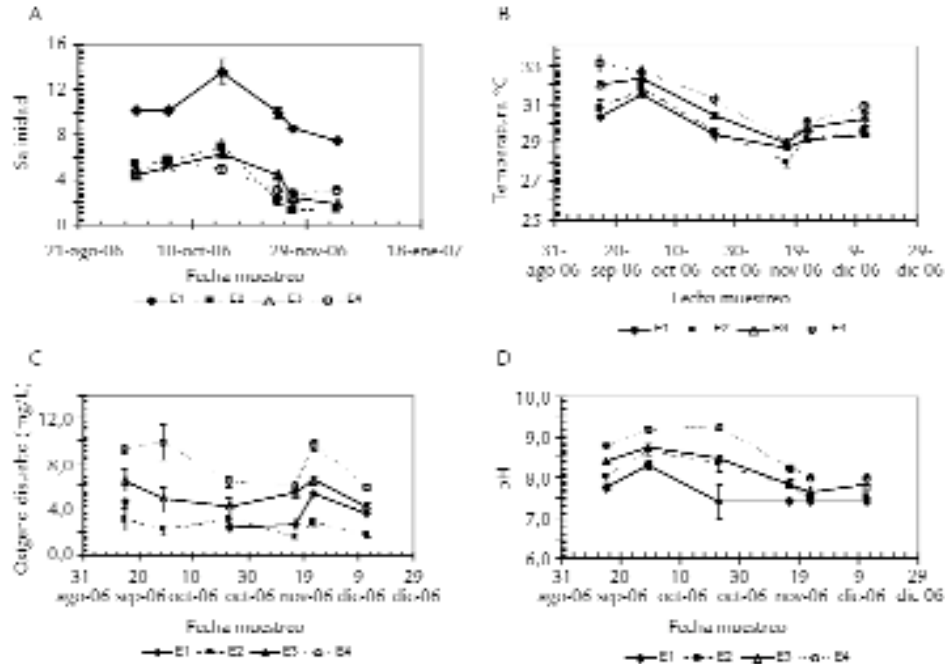 A
16
12
8
4
0
Salinidad
21-ago-06 10-oct-06 29-nov-06 18-ene-07
Fecha muestreo
E1 E2 E3 E4
B
33
31
29
27
25
Temperatura °C
31- 20 10 30 19 9- 29-
ago-06 sep-06 oct-06 oct-06 nov-06 dic-06 dic-06
Fecha muestreo
E1 E2 E3 E4
C
12,0
8,0
4,0
0,0
Oxígeno disuelto (mg/L)
31 20 10 30 19 9 29
ago-06 sep-06 oct-06 oct-06 nov-06 dic-06 dic-06
Fecha muestreo
E1 E2 E3 E4
D
10,0
9,0
8,0
7,0
6,0
pH
31 20 10 30 19 9 29
ago-06 sep-06 oct-06 oct-06 nov-06 dic-06 dic 06
Fecha muestreo
E1 E2 E3 E4